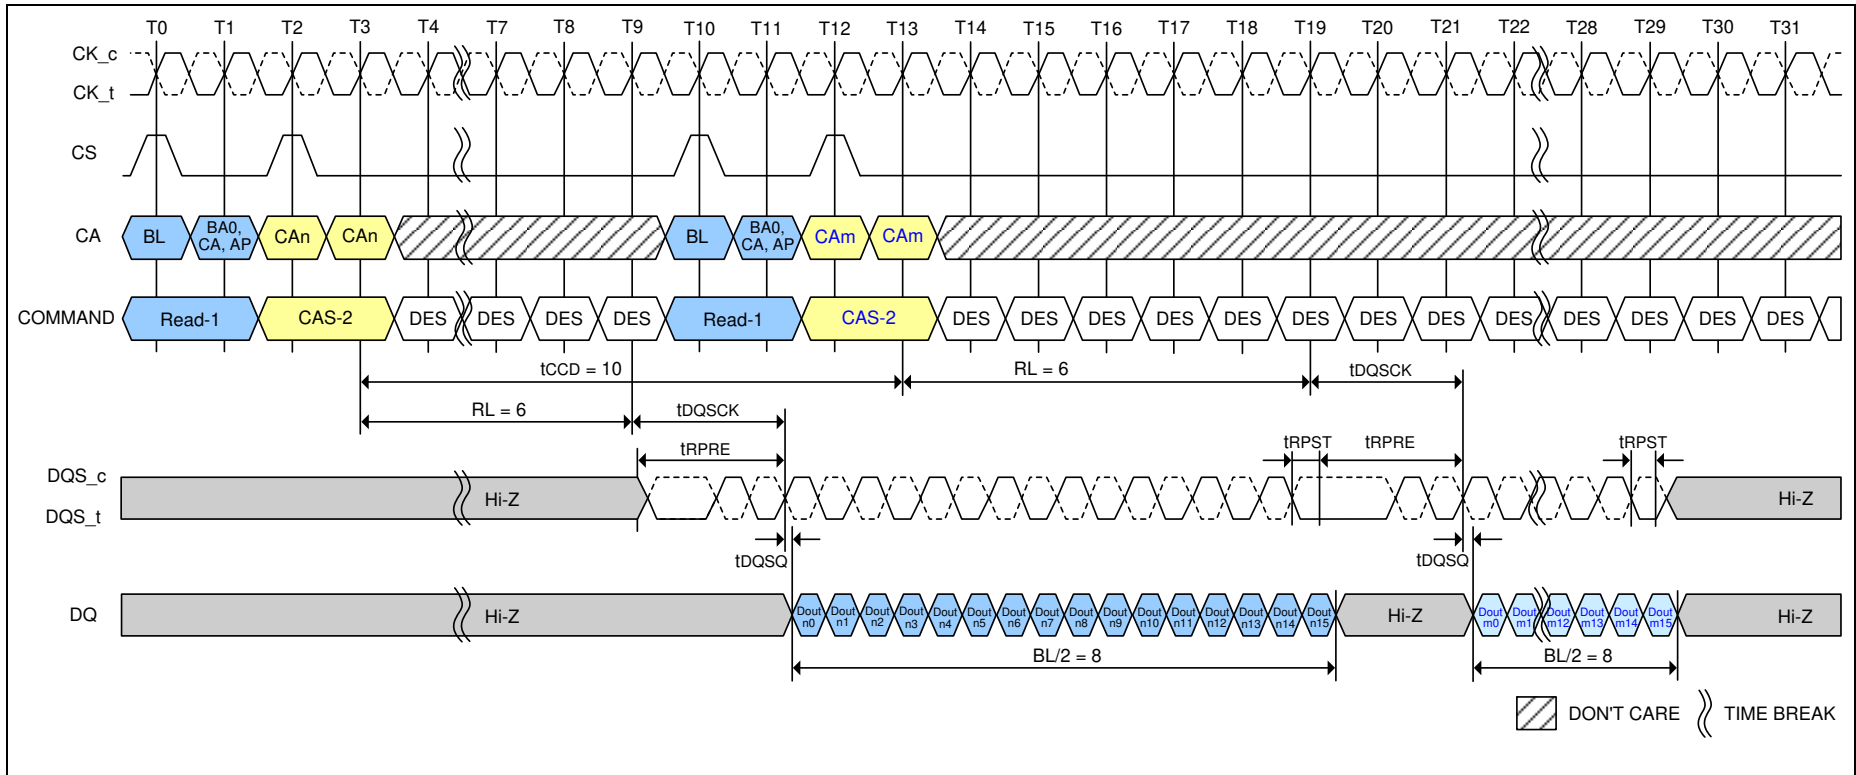 T0 T1 T2 T3 T4 T7 T8 T9 T10 T11 T12 T13 T14 T15 T16 T17 T18 T19 T20 T21 T22 T28 T29 T30 T31
CK_c
CK_t
CS
CA BL BA0, CA, AP CAn CAn BL BA0, CA, AP CAm CAm
COMMAND Read-1 CAS-2 DES DES DES DES Read-1 CAS-2 DES DES DES DES DES DES DES DES DES DES DES DES DES
tCCD = 10 RL = 6 tDQSCK
RL = 6 tDQSCK
tRPRE tRPST tRPRE tRPST
DQS_c
Hi-Z Hi-Z
DQS_t
tDQSQ tDQSQ
DQ Hi-Z Dout n0 Dout n1 Dout n2 Dout n3 Dout n4 Dout n5 Dout n6 Dout n7 Dout n8 Dout n9 Dout n10 Dout n11 Dout n12 Dout n13 Dout n14 Dout n15 Hi-Z Dout m0 Dout m1 Dout m12 Dout m13 Dout m14 Dout m15 Hi-Z
BL/2 = 8 BL/2 = 8
DON'T CARE TIME BREAK